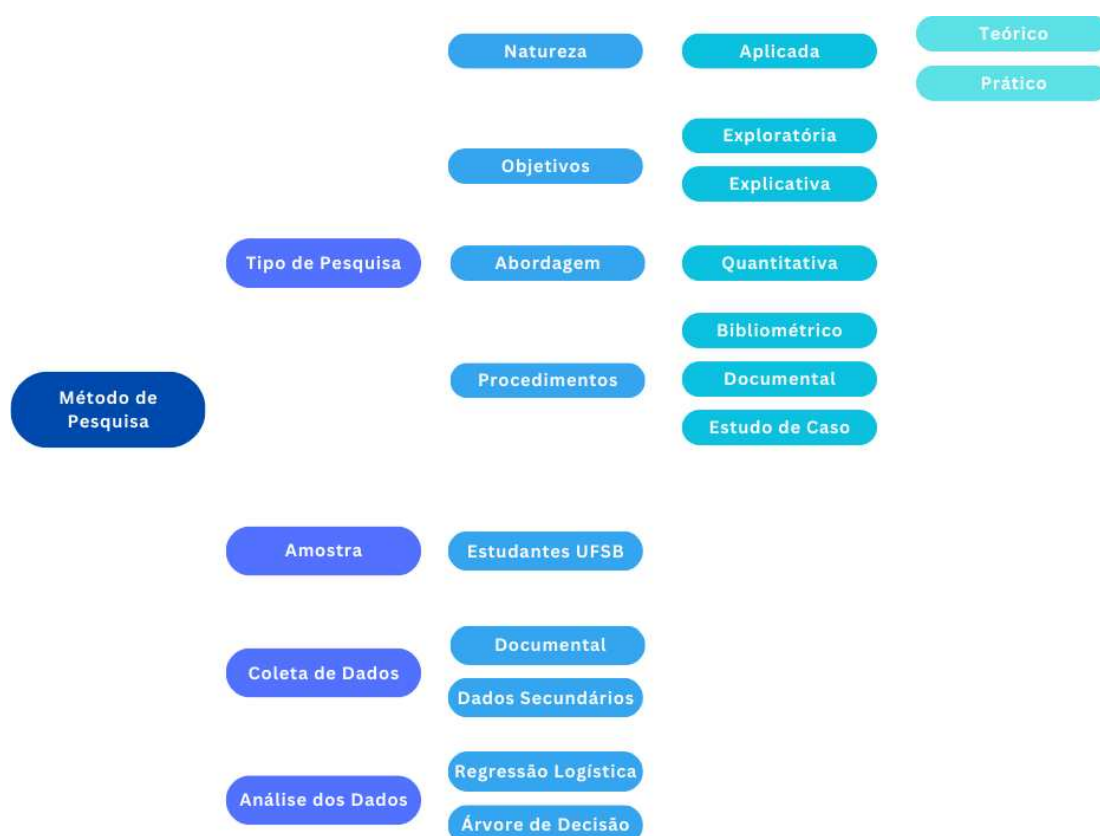 Natureza
Aplicada
Teórico
Prático
Objetivos
Exploratória
Explicativa
Tipo de Pesquisa
Abordagem
Quantitativa
Procedimentos
Bibliométrico
Documental
Estudo de Caso
Método de
Pesquisa
Amostra
Estudantes UFSB
Coleta de Dados
Documental
Dados Secundários
Análise dos Dados
Regressão Logística
Árvore de Decisão